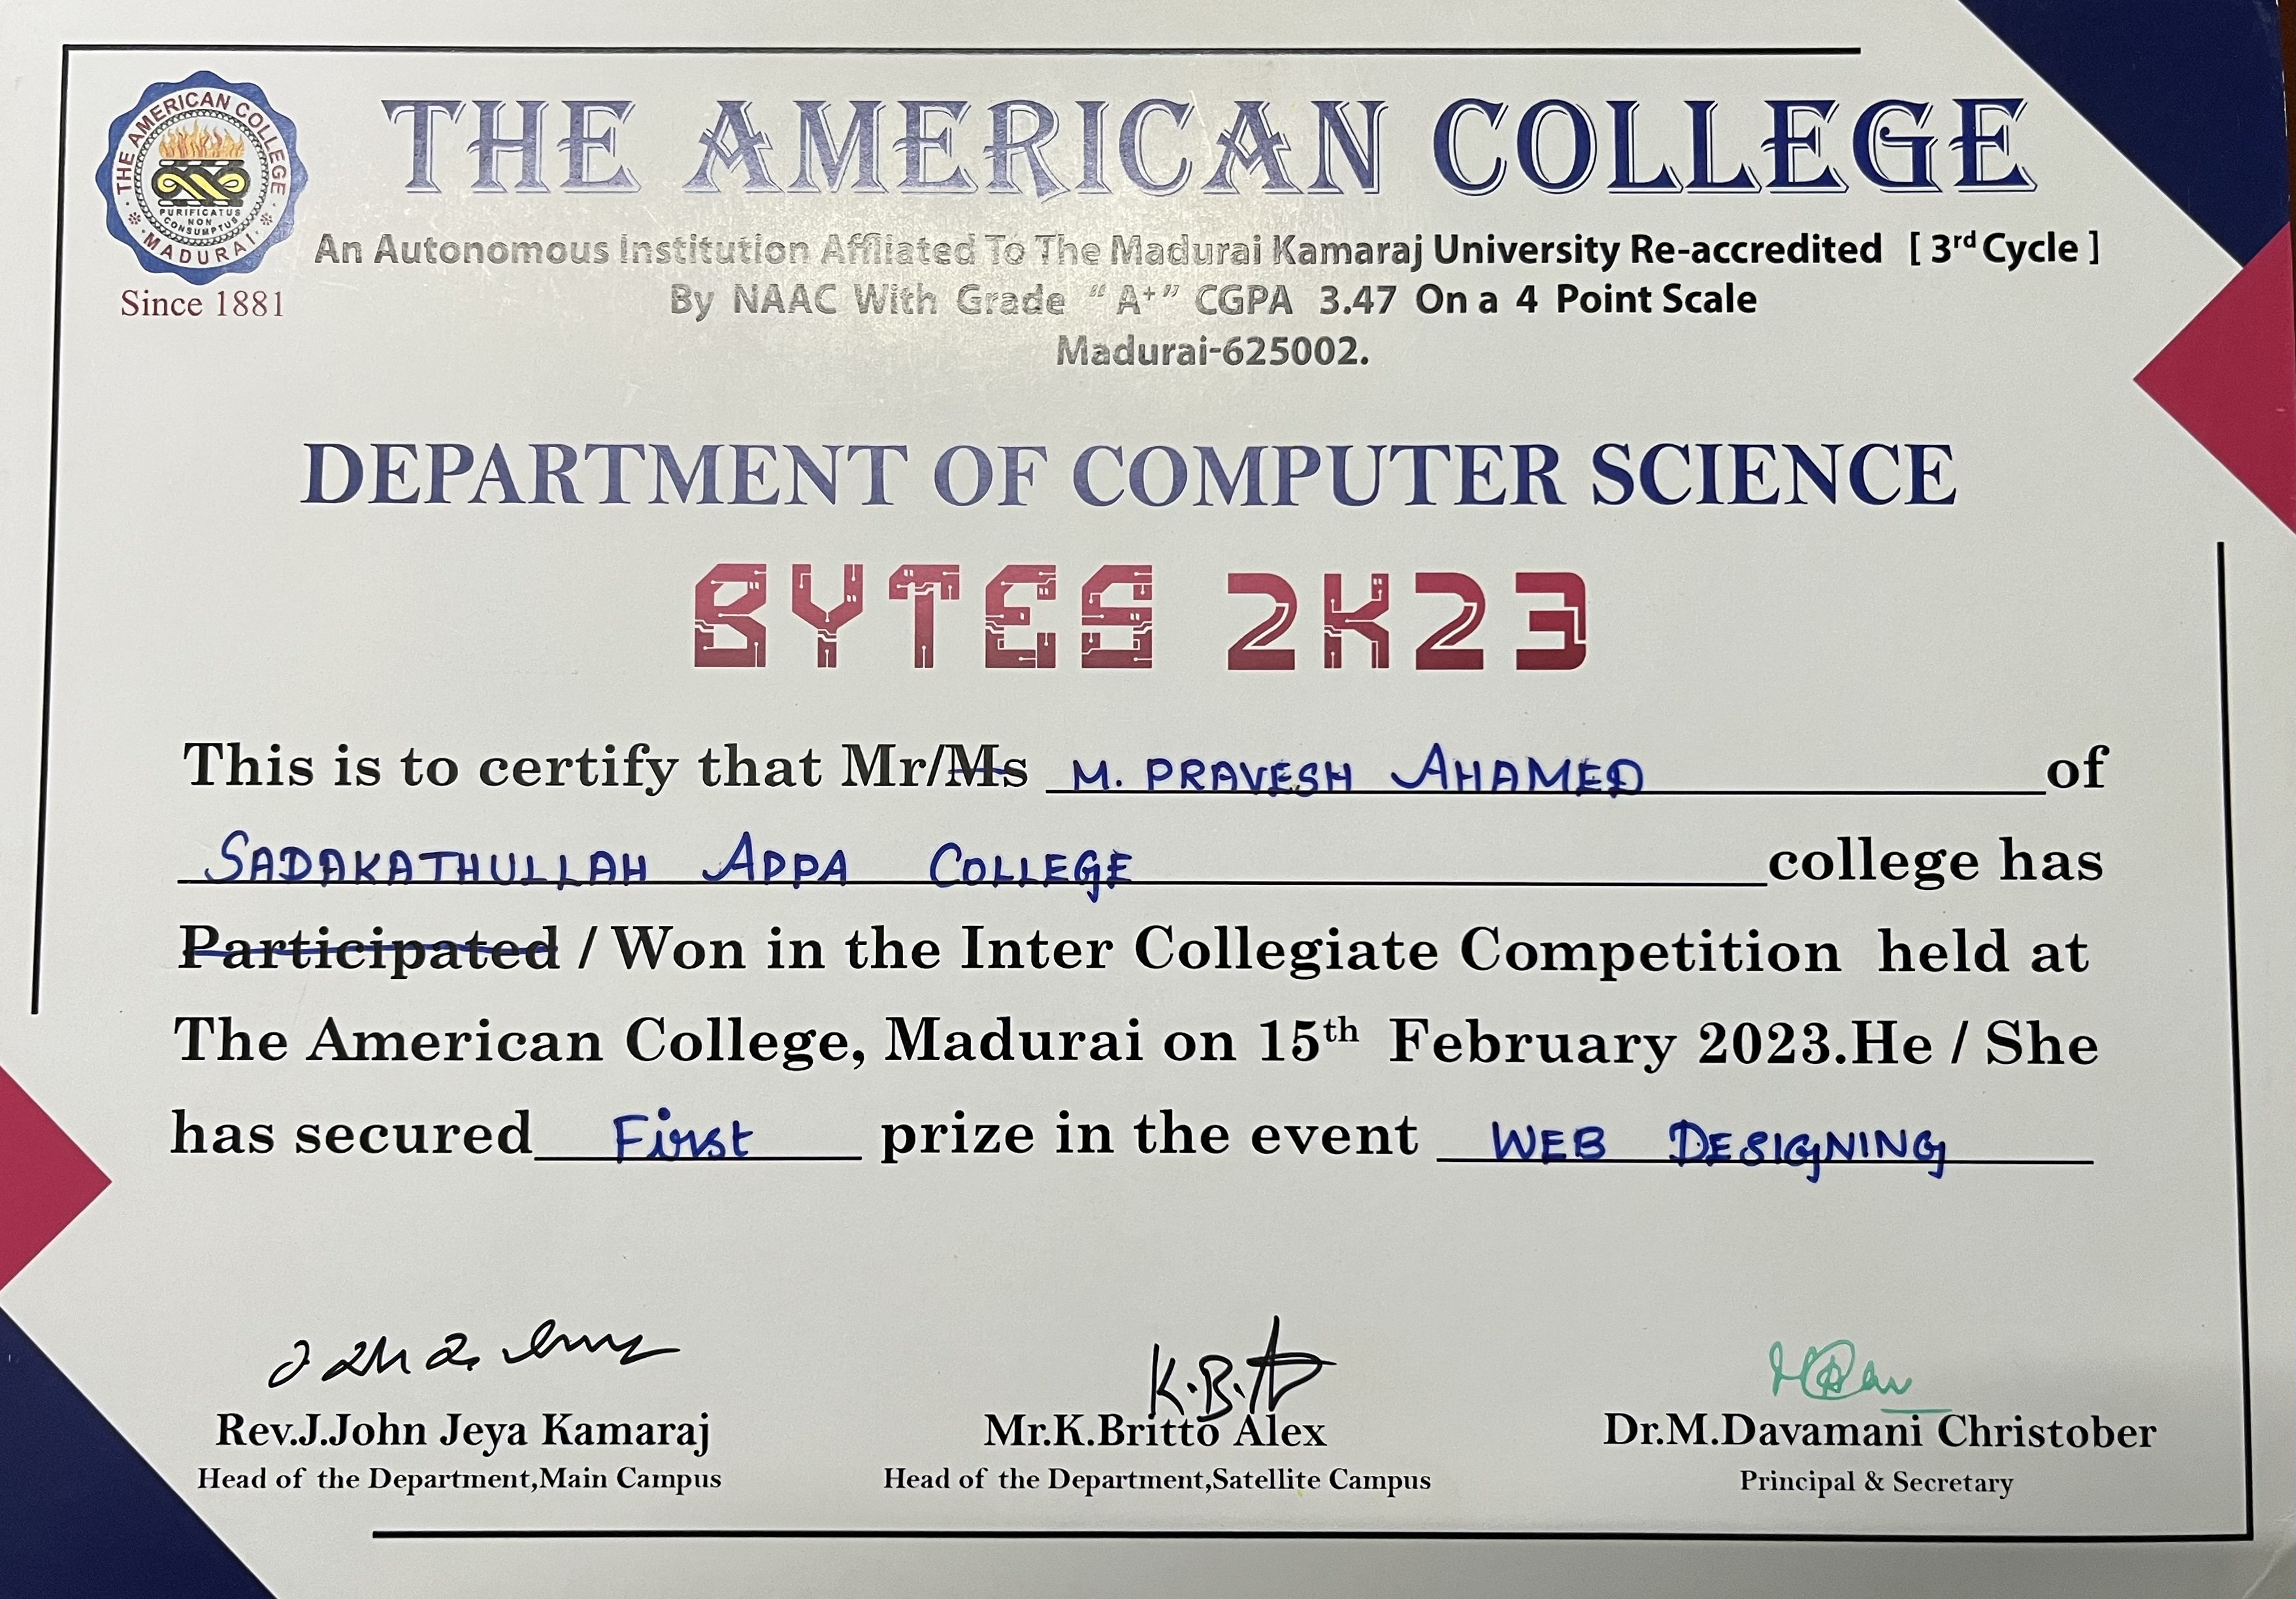 THE AMERICAN COLLEGE
MADURAI
PURIFICATUS
NON
CONSUMPTUS
Since 1881
THE AMERICAN COLLEGE
An Autonomous Institution Affliated To The Madurai Kamaraj University Re-accredited [ 3rd Cycle ]
By NAAC With Grade “ A+” CGPA 3.47 On a 4 Point Scale
Madurai-625002.
DEPARTMENT OF COMPUTER SCIENCE
BYTES 2K23
This is to certify that Mr/Ms M. PRAVESH AHAMED of
SADAKATHULLAH APPA COLLEGE college has
Participated / Won in the Inter Collegiate Competition held at
The American College, Madurai on 15th February 2023.He / She
has secured First prize in the event WEB DESIGNING
K.B.
Rev.J.John Jeya Kamaraj Mr.K.Britto Alex Dr.M.Davamani Christober
Head of the Department,Main Campus Head of the Department,Satellite Campus Principal & Secretary